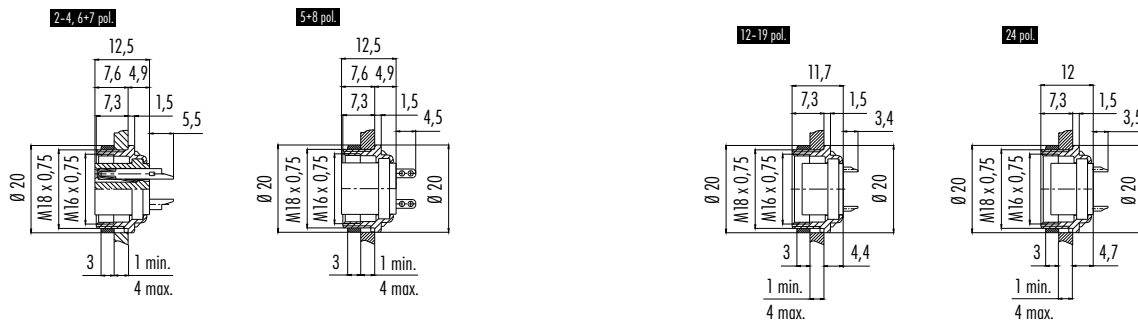 2–4, 6+7 pol.
12,5
7,6 4,9
7,3 1,5
5,5
Ø 20
M18 x 0,75
M16 x 0,75
3 1 min.
4 max.
5+8 pol.
12,5
7,6 4,9
7,3 1,5
4,5
Ø 20
M18 x 0,75
M16 x 0,75
Ø 20
3 1 min.
4 max.
12–19 pol.
11,7
7,3 1,5
3,4
Ø 20
M18 x 0,75
M16 x 0,75
Ø 20
3 4,4
1 min.
4 max.
24 pol.
12
7,3 1,5
3,5
Ø 20
M18 x 0,75
M16 x 0,75
Ø 20
3 4,7
1 min.
4 max.